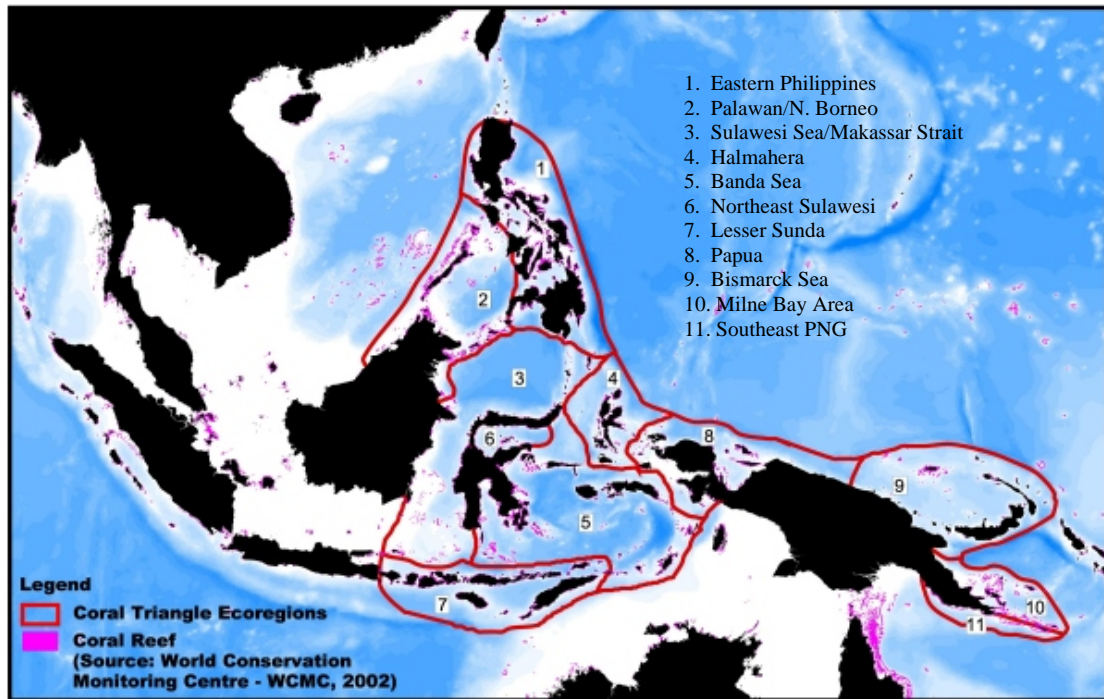 1. Eastern Philippines
2. Palawan/N. Borneo
3. Sulawesi Sea/Makassar Strait
4. Halmahera
5. Banda Sea
6. Northeast Sulawesi
7. Lesser Sunda
8. Papua
9. Bismarck Sea
10. Milne Bay Area
11. Southeast PNG
1
2
3
4
8
6
9
5
7
10
11
Legend
Coral Triangle Ecoregions
Coral Reef
(Source: World Conservation
Monitoring Centre - WCMC, 2002)